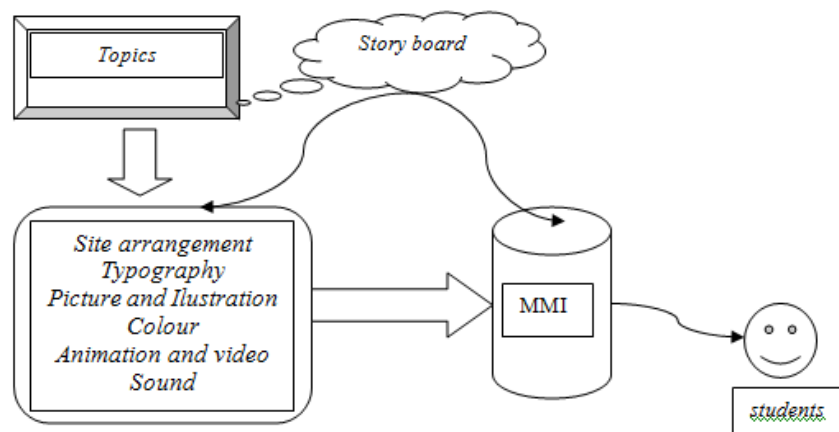 Topics
Story board
Site arrangement
Typography
Picture and Ilustration
Colour
Animation and video
Sound
MMI
students